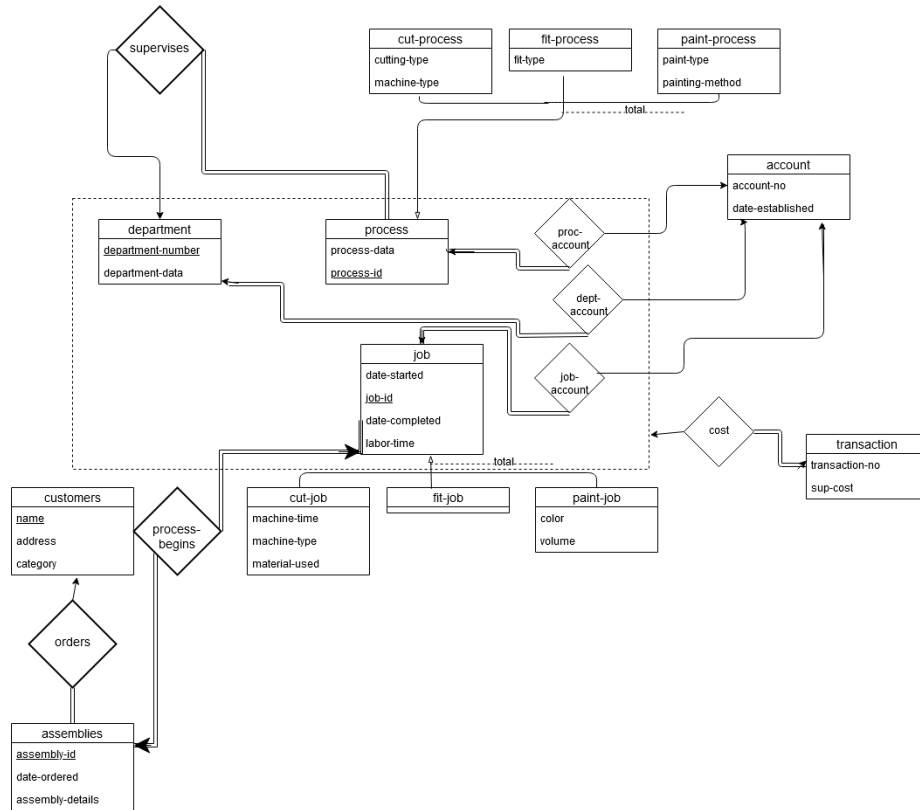 supervises
cut-process
cutting-type
machine-type
fit-process
fit-type
paint-process
paint-type
painting-method
total
account
account-no
date-established
department
department-number
department-data
process
process-data
process-id
proc-
account
dept-
account
job
date-started
job-id
date-completed
labor-time
job-
account
cost
transaction
transaction-no
sup-cost
total
customers
name
address
category
process-
begins
cut-job
machine-time
machine-type
material-used
fit-job
paint-job
color
volume
orders
assemblies
assembly-id
date-ordered
assembly-details